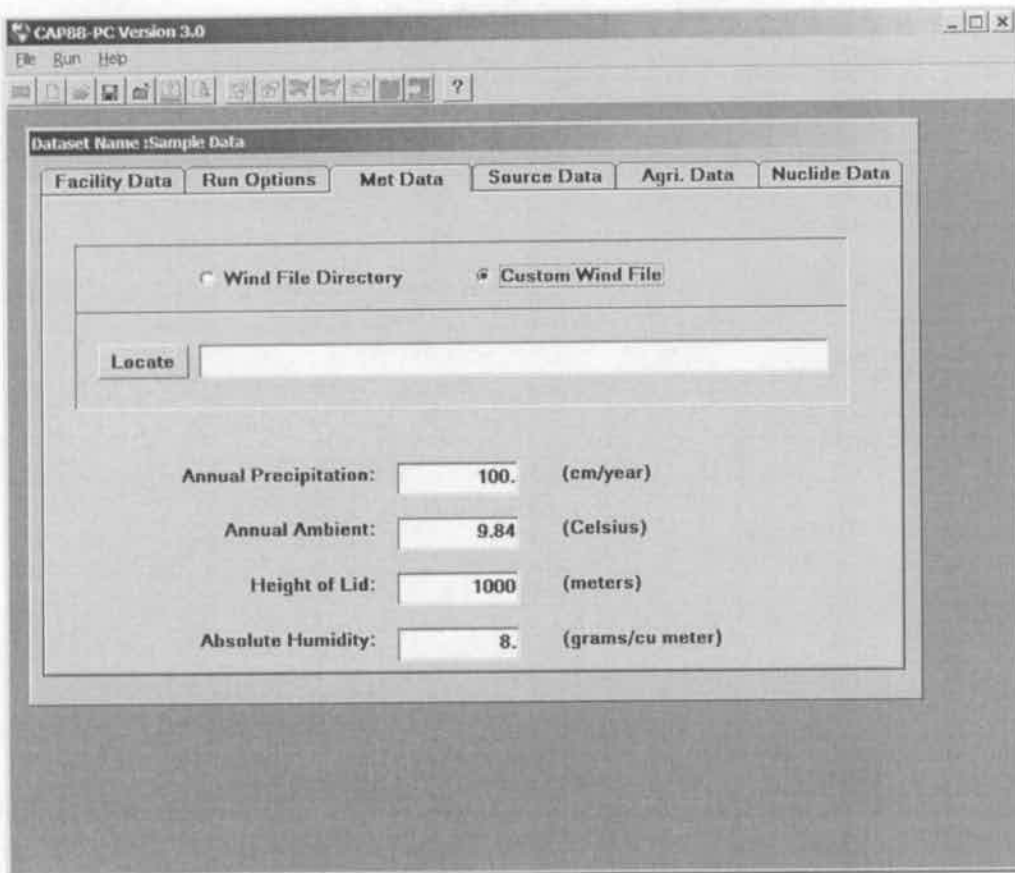 CAP88-PC Version 3.0
File Run Help
?
Dataset Name :Sample Data
Facility Data Run Options Met Data Source Data Agri. Data Nuclide Data
Wind File Directory Custom Wind File
Locate
Annual Precipitation: 100. (cm/year)
Annual Ambient: 9.84 (Celsius)
Height of Lid: 1000 (meters)
Absolute Humidity: 8. (grams/cu meter)